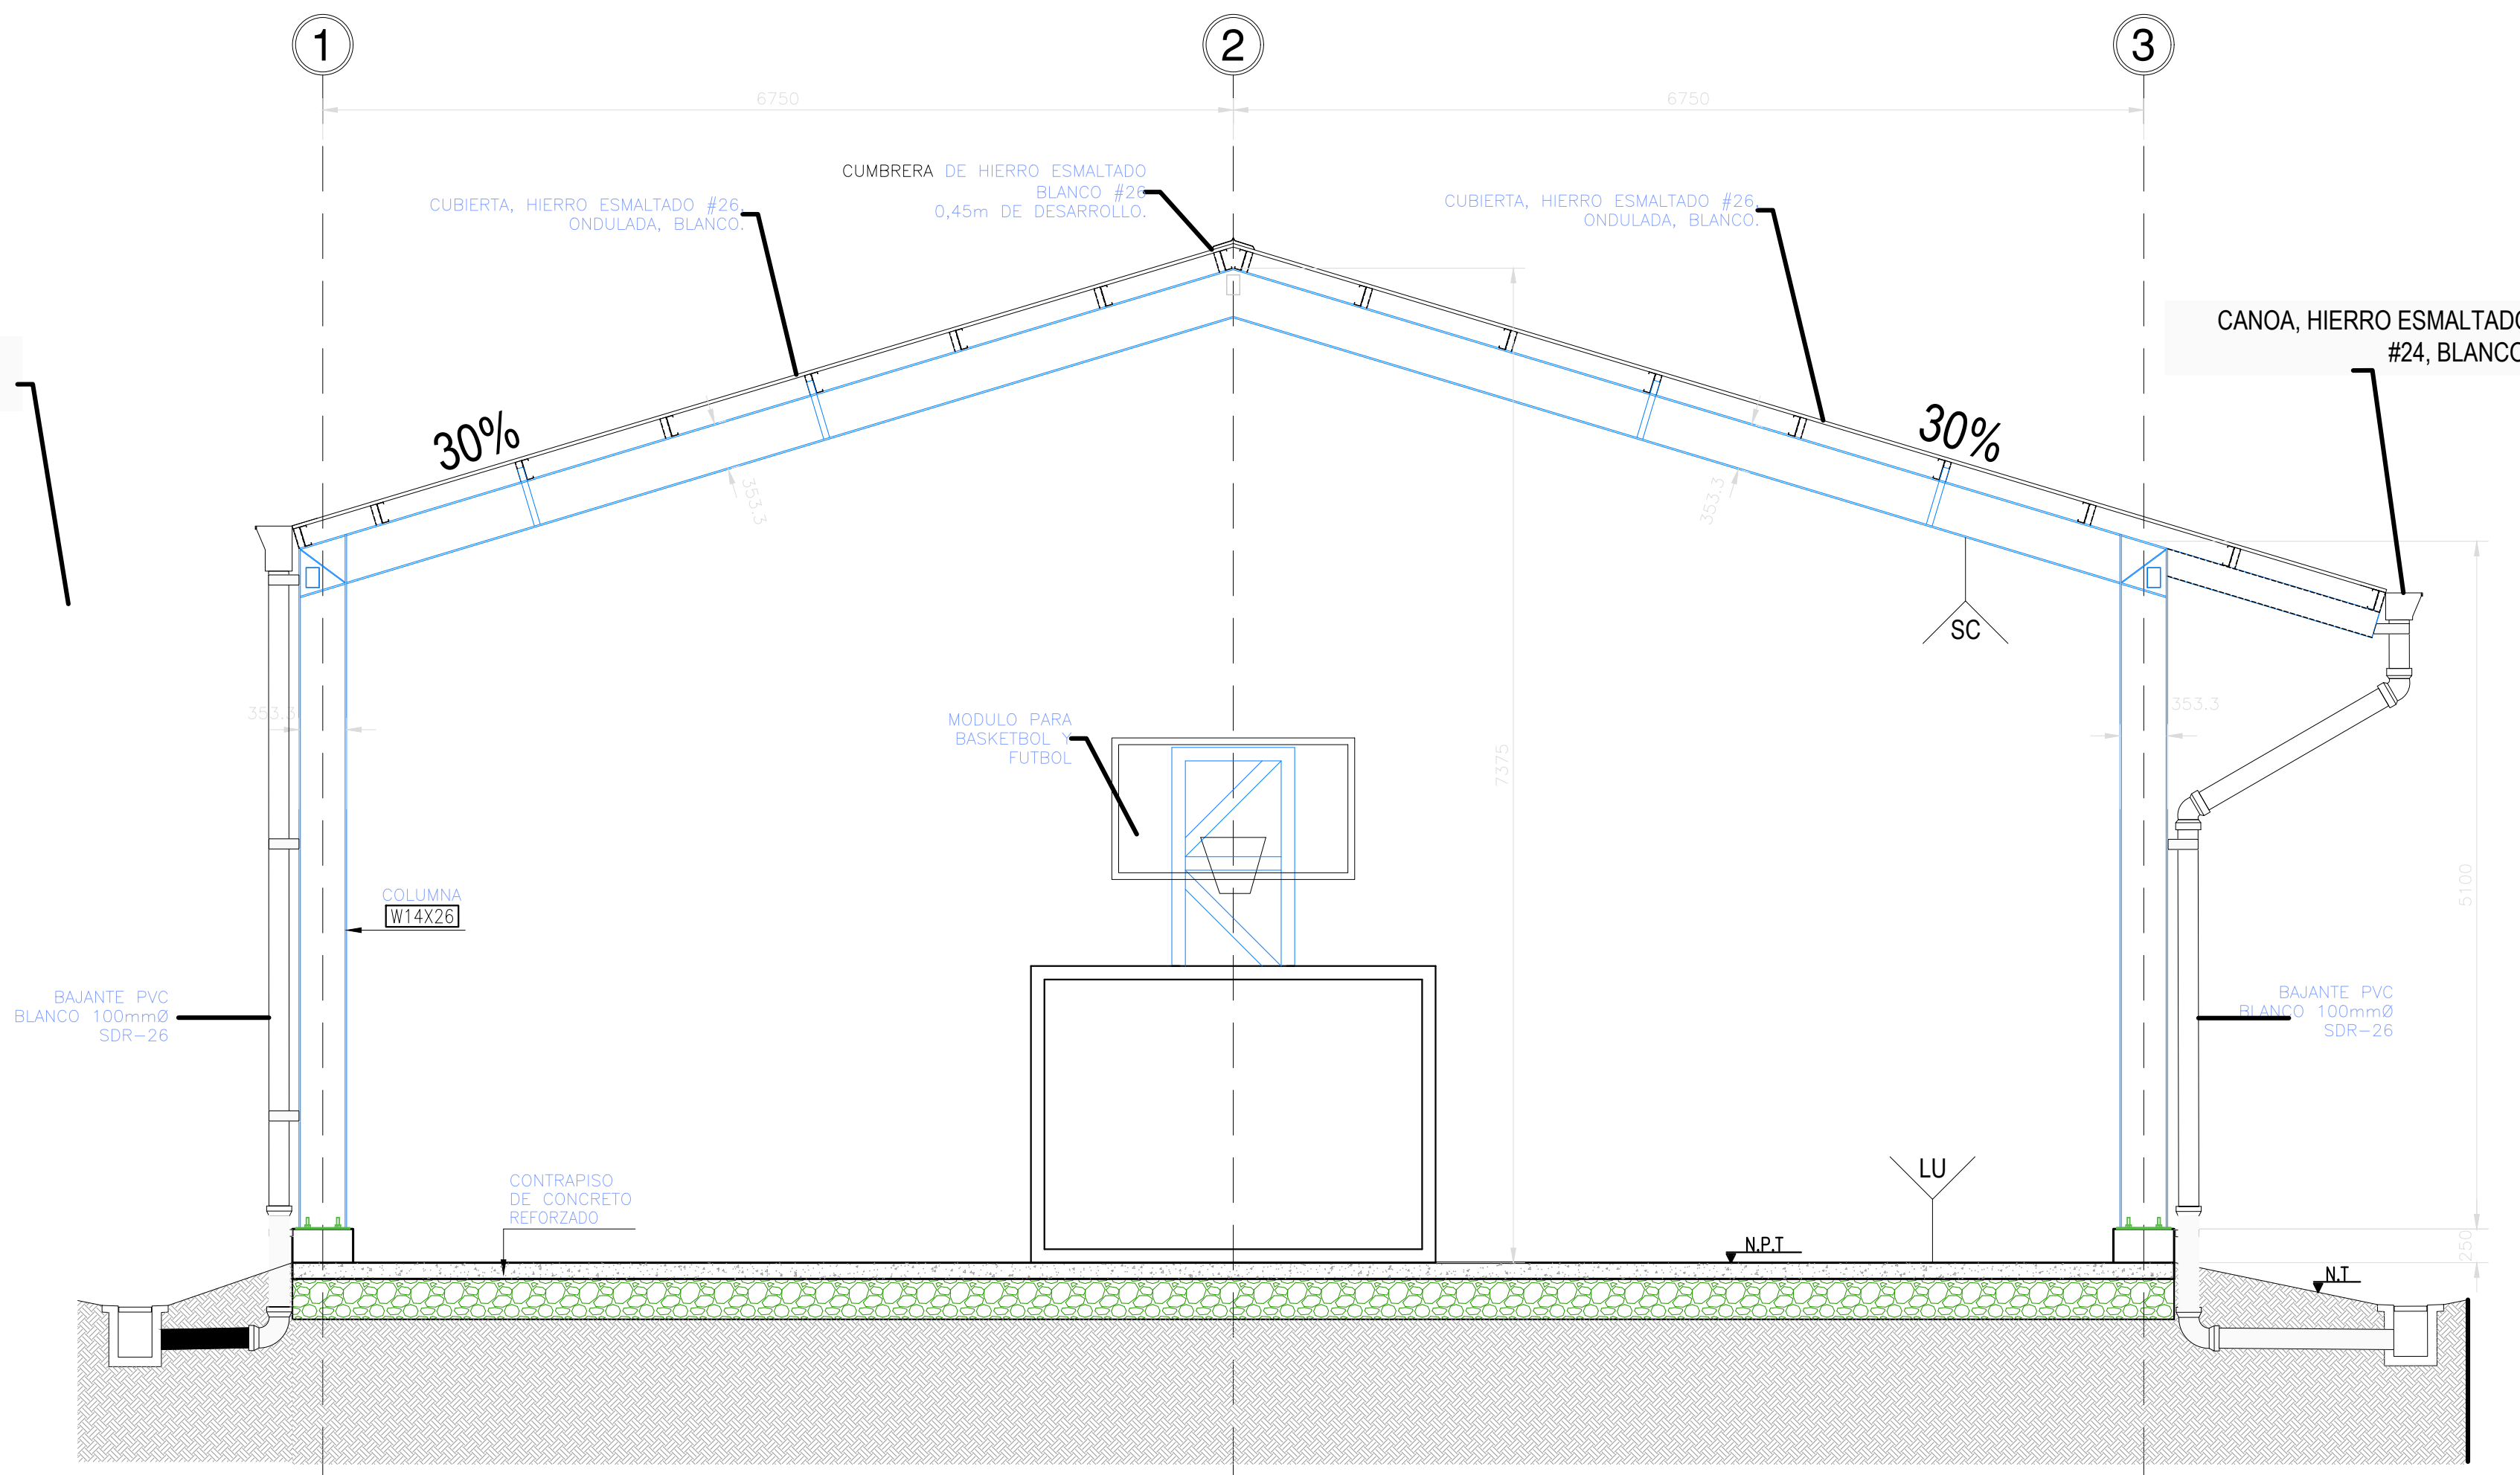 1
2
3
6750
6750
CUMBRERA DE HIERRO ESMALTADO
BLANCO #26
0,45m DE DESARROLLO.
CUBIERTA, HIERRO ESMALTADO #26,
ONDULADA, BLANCO.
CUBIERTA, HIERRO ESMALTADO #26,
ONDULADA, BLANCO.
CANOA, HIERRO ESMALTADO
#24, BLANCO
30%
30%
353.3
353.3
SC
353.3
353.3
MODULO PARA
BASKETBOL Y
FUTBOL
7375
5100
COLUMNA
W14X26
BAJANTE PVC
BLANCO 100mmØ
SDR-26
BAJANTE PVC
BLANCO 100mmØ
SDR-26
CONTRAPISO
DE CONCRETO
REFORZADO
LU
N.P.T
250
N.T